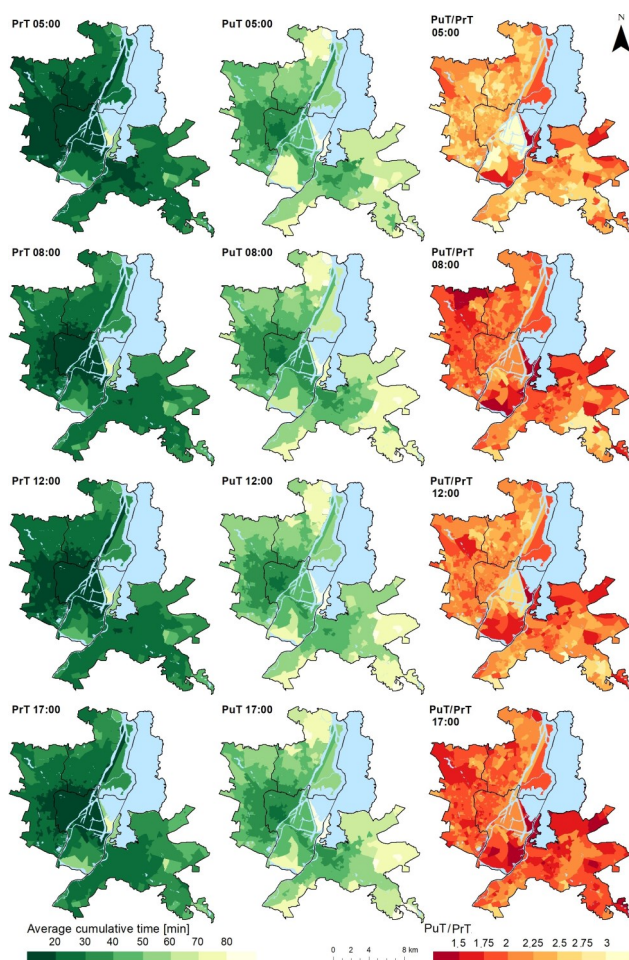 PrT 05:00
PuT 05:00
PuT/PrT
05:00
N
PrT 08:00
PuT 08:00
PuT/PrT
08:00
PrT 12:00
PuT 12:00
PuT/PrT
12:00
PrT 17:00
PuT 17:00
PuT/PrT
17:00
Average cumulative time [min]
20 30 40 50 60 70 80
0 2 4 8 km
PuT/PrT
1,5 1,75 2 2,25 2,5 2,75 3